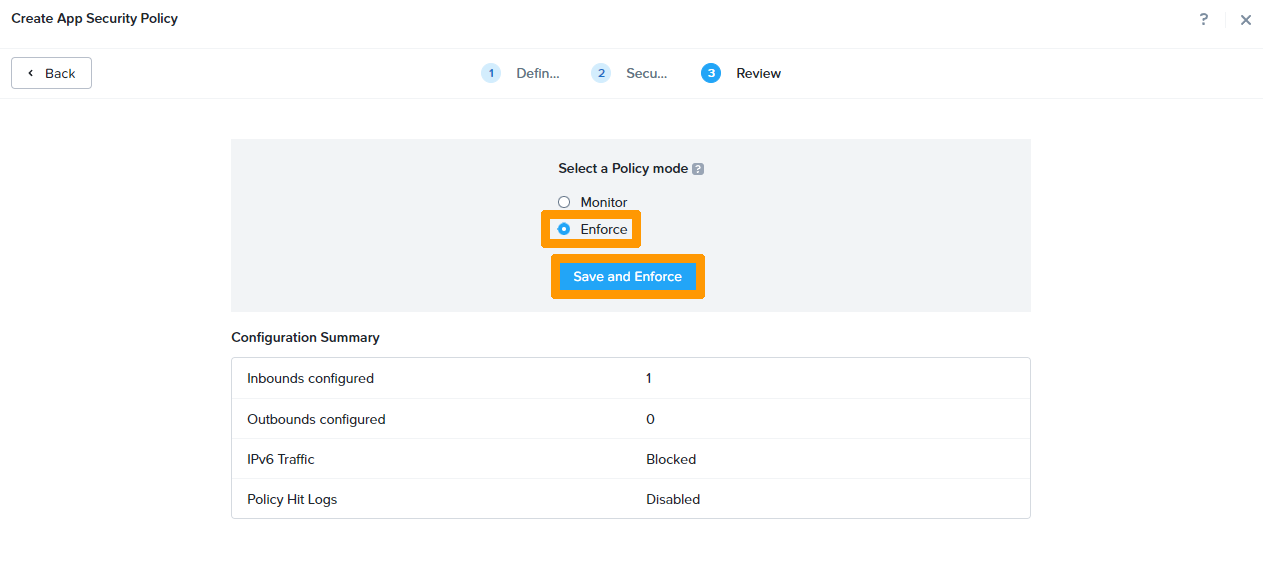 Create App Security Policy
?
Back
1 Defin... 2 Secu... 3 Review
Select a Policy mode ?
Monitor
Enforce
Save and Enforce
Configuration Summary
Inbounds configured 1
Outbounds configured 0
IPv6 Traffic Blocked
Policy Hit Logs Disabled